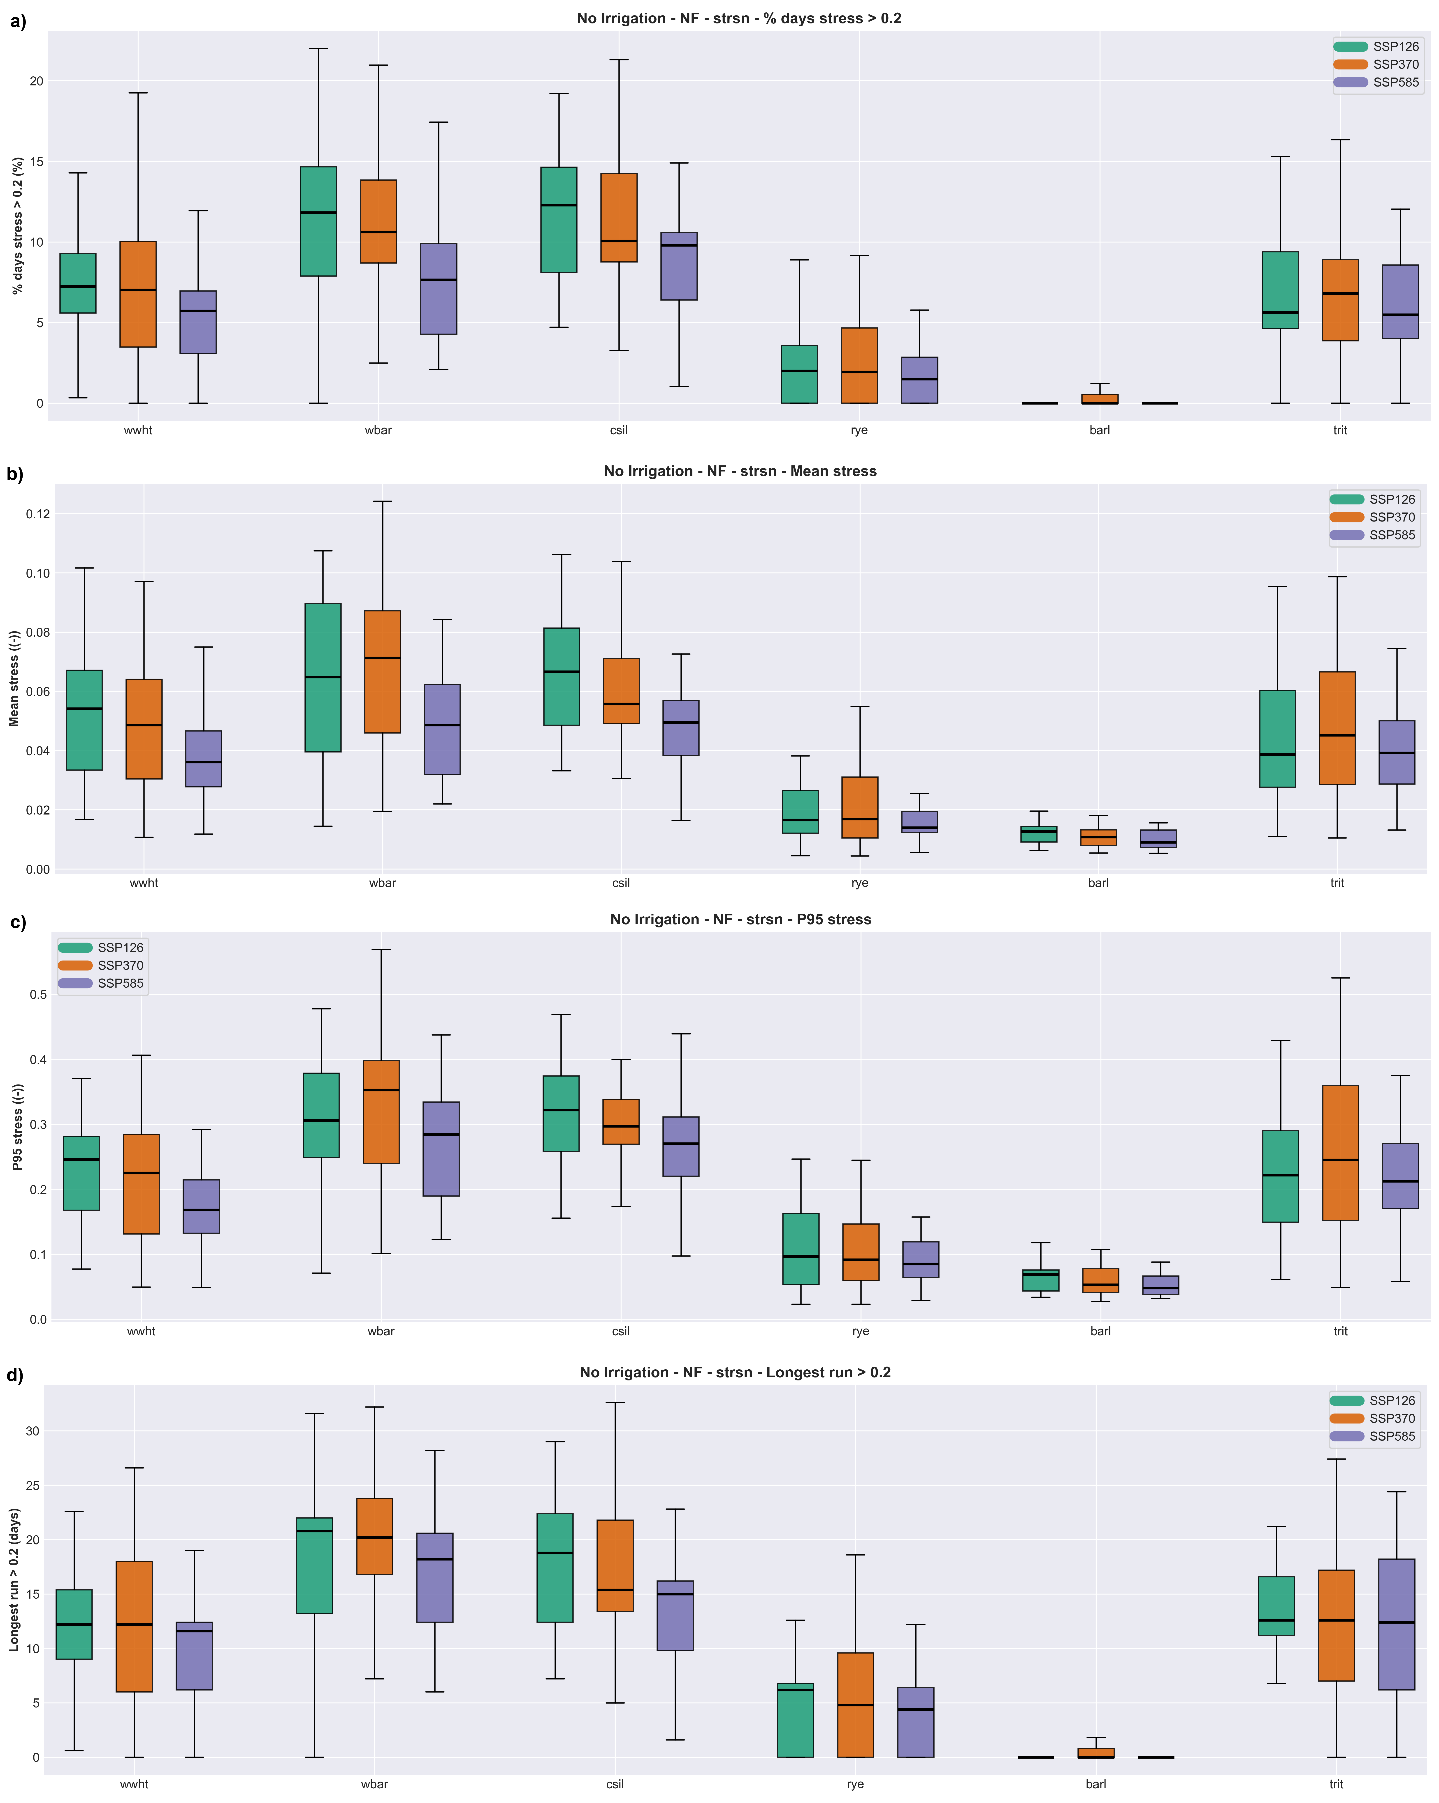 a)
No Irrigation - NF - strsn - % days stress > 0.2
SSP126
SSP370
SSP585
% days stress > 0.2 (%)
20
15
10
5
0
wwht wbar csil rye barl trit
b)
No Irrigation - NF - strsn - Mean stress
SSP126
SSP370
SSP585
Mean stress ((-))
0.12
0.10
0.08
0.06
0.04
0.02
0.00
wwht wbar csil rye barl trit
c)
No Irrigation - NF - strsn - P95 stress
SSP126
SSP370
SSP585
P95 stress ((-))
0.5
0.4
0.3
0.2
0.1
0.0
wwht wbar csil rye barl trit
d)
No Irrigation - NF - strsn - Longest run > 0.2
SSP126
SSP370
SSP585
Longest run > 0.2 (days)
30
25
20
15
10
5
0
wwht wbar csil rye barl trit